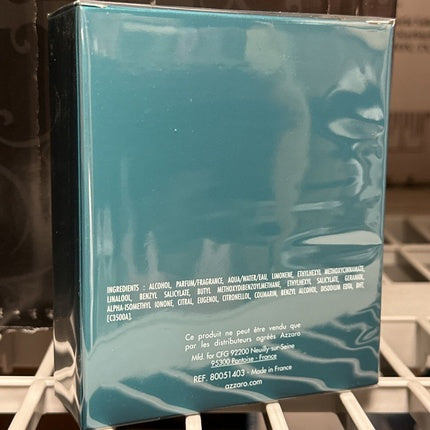 INGREDIENTS : ALCOHOL, PARFUM/FRAGRANCE, AQUA/WATER/EAU, LIMONENE, ETHYLHEXYL METHOXYCINNAMATE,
LINALOOL, BENZYL SALICYLATE, BUTYL METHOXYDIBENZOYLMETHANE, ETHYLHEXYL SALICYLATE, GERANIOL,
ALPHA-ISOMETHYL IONONE, CITRAL, EUGENOL, CITRONELLOL, COUMARIN, BENZYL ALCOHOL, DISODIUM EDTA, BHT,
[C3500A].
Ce produit ne peut être vendu que
par les distributeurs agréés Azzaro
Mfd. for CFG 92200 Neuilly-sur-Seine
95300 Pontoise - France
REF. 80051403 - Made in France
azzaro.com